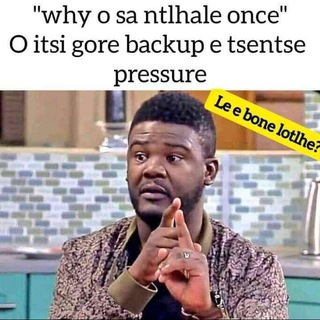 "why o sa ntlhale once"
O itsi gore backup e tsentse
pressure
Le e bone lotlhe?